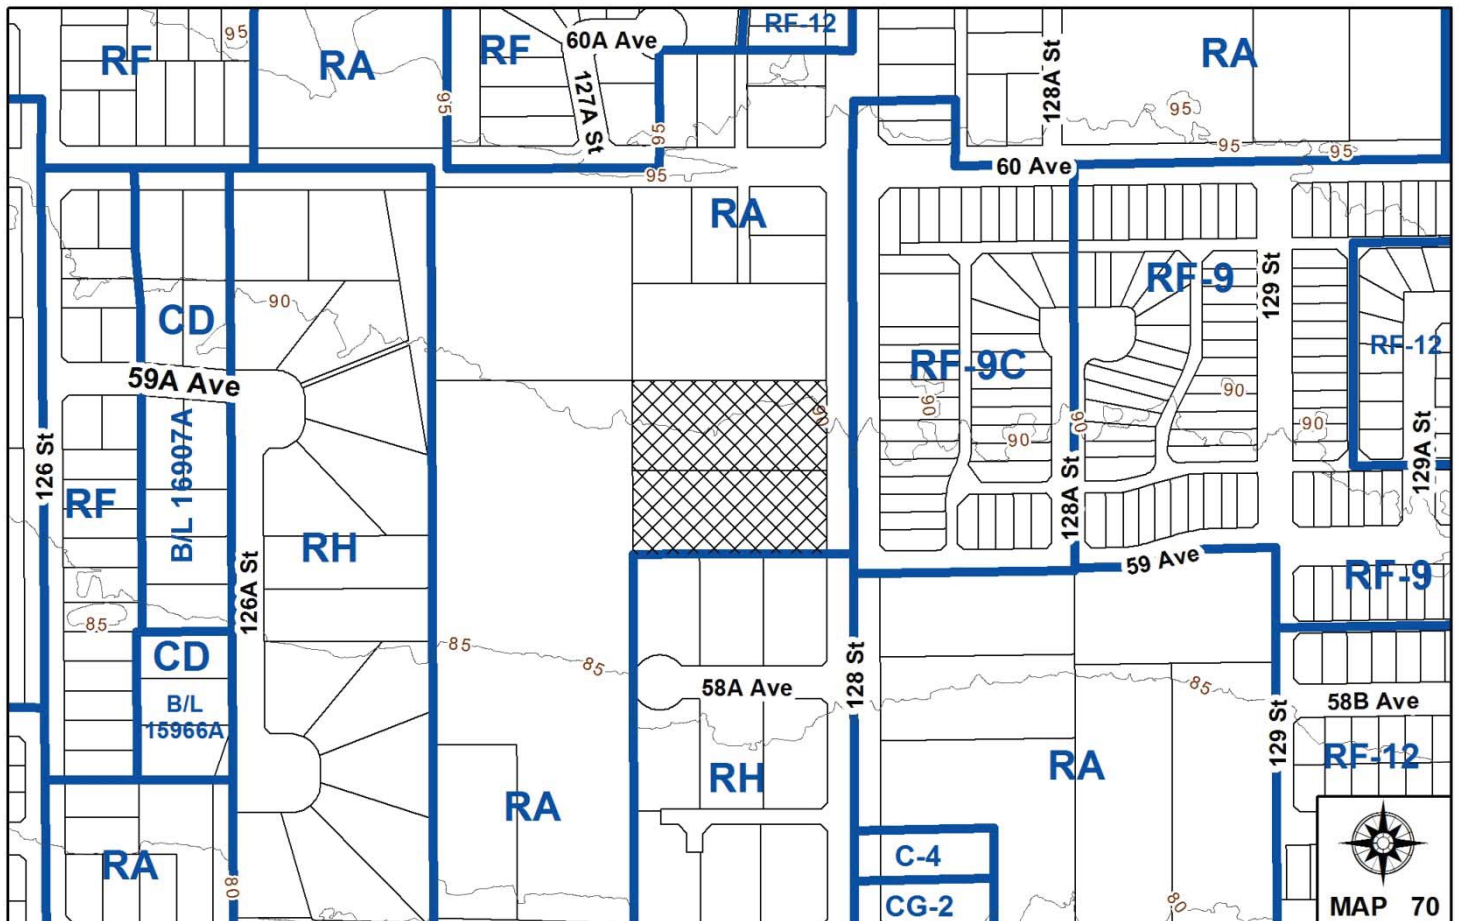 RF
95
RA
95
RF
60A Ave
127A St
95
95
RF-12
128A St
RA
95
95
95
60 Ave
RA
CD
90
59A Ave
B/L 16907A
126 St
RF
RH
126A St
85
CD
B/L
15966A
RA
80
85
85
RA
90
58A Ave
RH
128 St
RF-9C
90
90
90
128A St
RF-9
129 St
90
90
RF-12
129A St
59 Ave
RF-9
85
58B Ave
129 St
RF-12
RA
C-4
CG-2
80
MAP 70